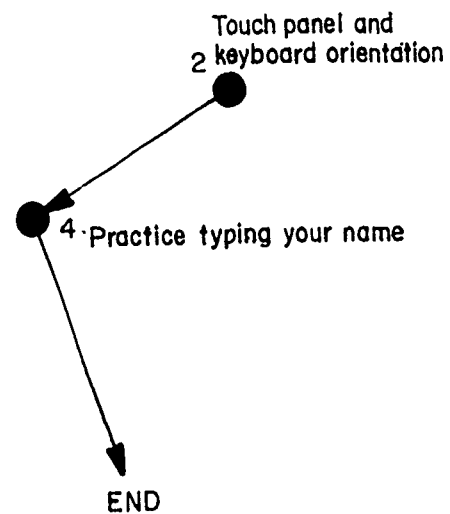 Touch panel and
2 keyboard orientation
4. Practice typing your name
END